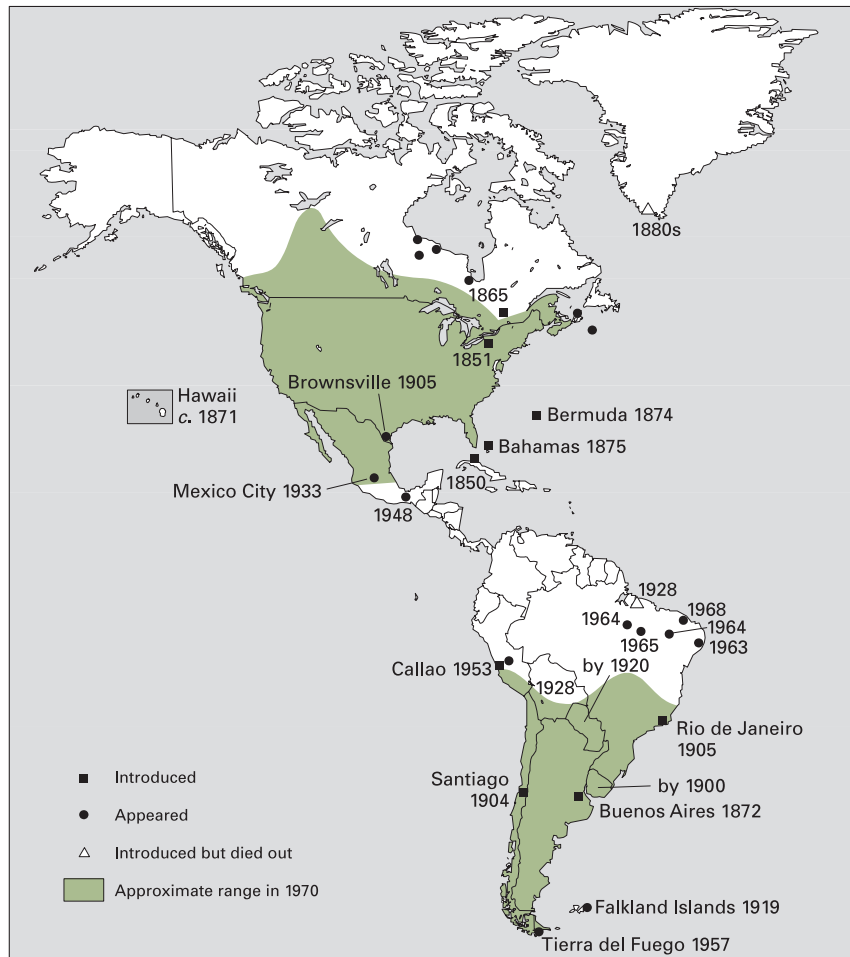 1880s
1865
1851
Brownsville 1905
Hawaii
c. 1871
Bermuda 1874
Bahamas 1875
1850
Mexico City 1933
1948
1928
1968
1964
1964
1965
1963
by 1920
Callao 1953
1928
Rio de Janeiro
1905
Santiago
1904
by 1900
Buenos Aires 1872
Introduced
Appeared
Introduced but died out
Approximate range in 1970
Falkland Islands 1919
Tierra del Fuego 1957